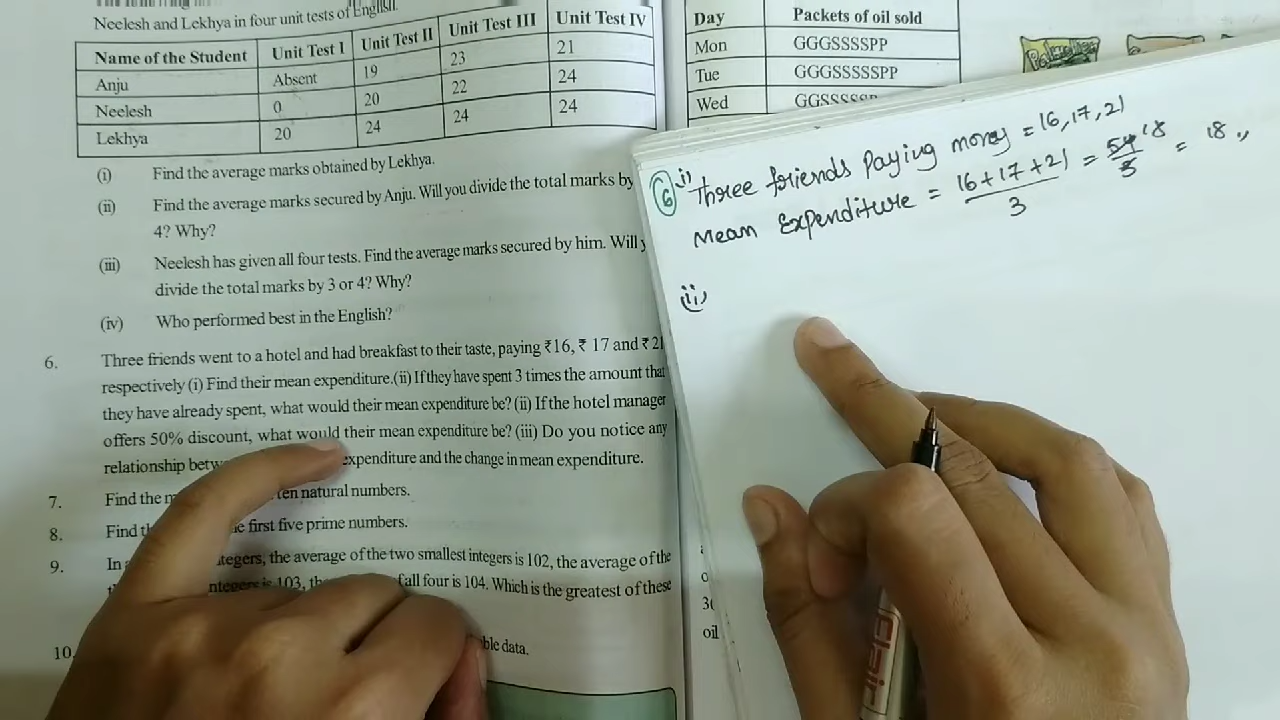 Neelesh and Lekhya in four unit tests of English.
Name of the Student Unit Test I Unit Test II Unit Test III Unit Test IV
Anju Absent 19 23 21
Neelesh 0 20 22 24
Lekhya 20 24 24 24
(i) Find the average marks obtained by Lekhya.
(ii) Find the average marks secured by Anju. Will you divide the total marks by
4? Why?
(iii) Neelesh has given all four tests. Find the average marks secured by him. Will
divide the total marks by 3 or 4? Why?
(iv) Who performed best in the English?
6. Three friends went to a hotel and had breakfast to their taste, paying ₹16, ₹ 17 and ₹ 21
respectively (i) Find their mean expenditure.(ii) If they have spent 3 times the amount that
they have already spent, what would their mean expenditure be? (ii) If the hotel manager
offers 50% discount, what would their mean expenditure be? (iii) Do you notice any
relationship expenditure and the change in mean expenditure.
7. Find the ten natural numbers.
8. Find first five prime numbers.
9. In the average of the two smallest integers is 102, the average of the
is 103, all four is 104. Which is the greatest of these
10. data.
Day Packets of oil sold
Mon GGGSSSSPP
Tue GGGSSSSSPP
Wed
oil
6 i) Three friends paying money = 16, 17, 21
Mean Expenditure = 16+17+21 / 3 = 54 18 / 3 = 18
(ii)